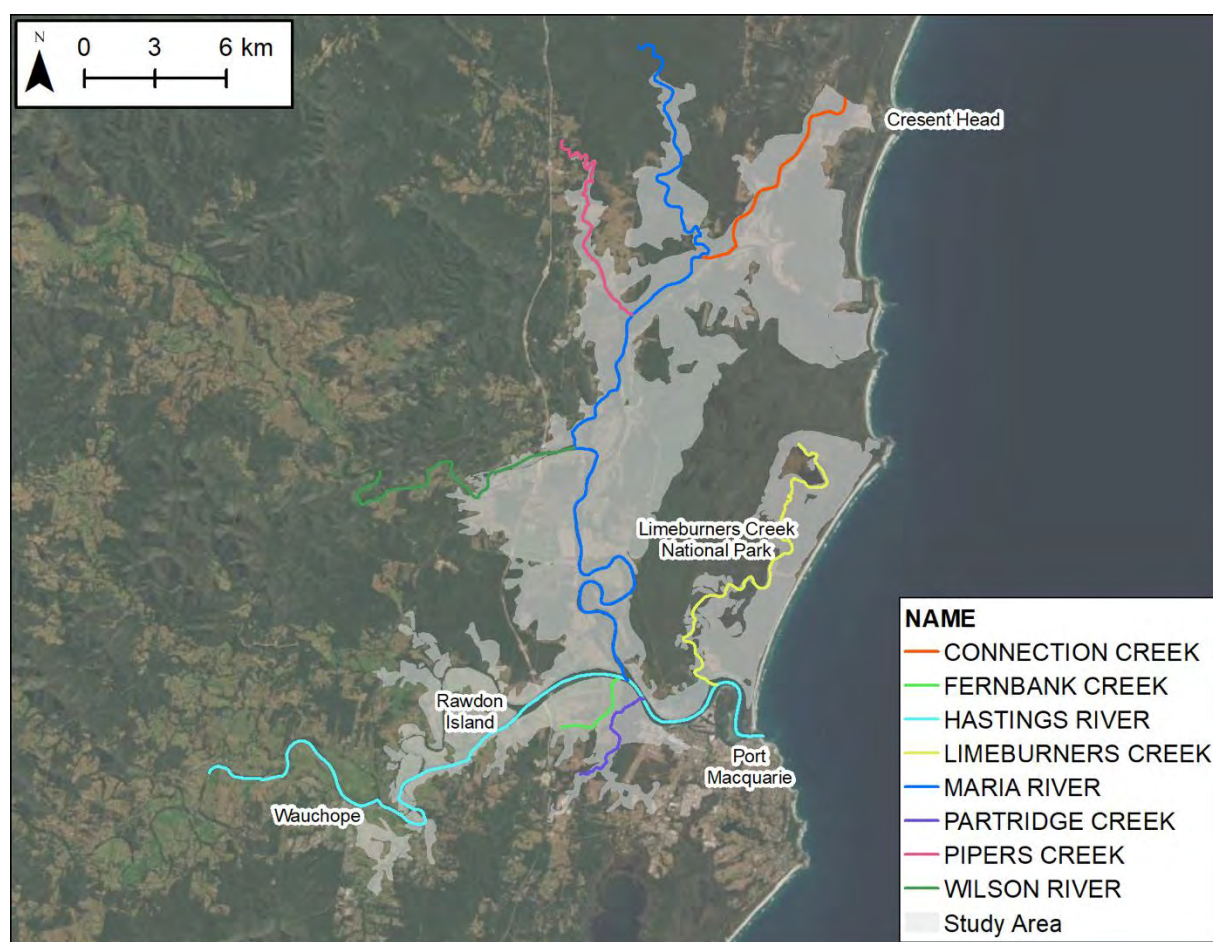 N
0 3 6 km
Cresent Head
Limeburners Creek
National Park
Rawdon
Island
Port
Macquarie
Wauchope
NAME
CONNECTION CREEK
FERNBANK CREEK
HASTINGS RIVER
LIMEBURNERS CREEK
MARIA RIVER
PARTRIDGE CREEK
PIPERS CREEK
WILSON RIVER
Study Area